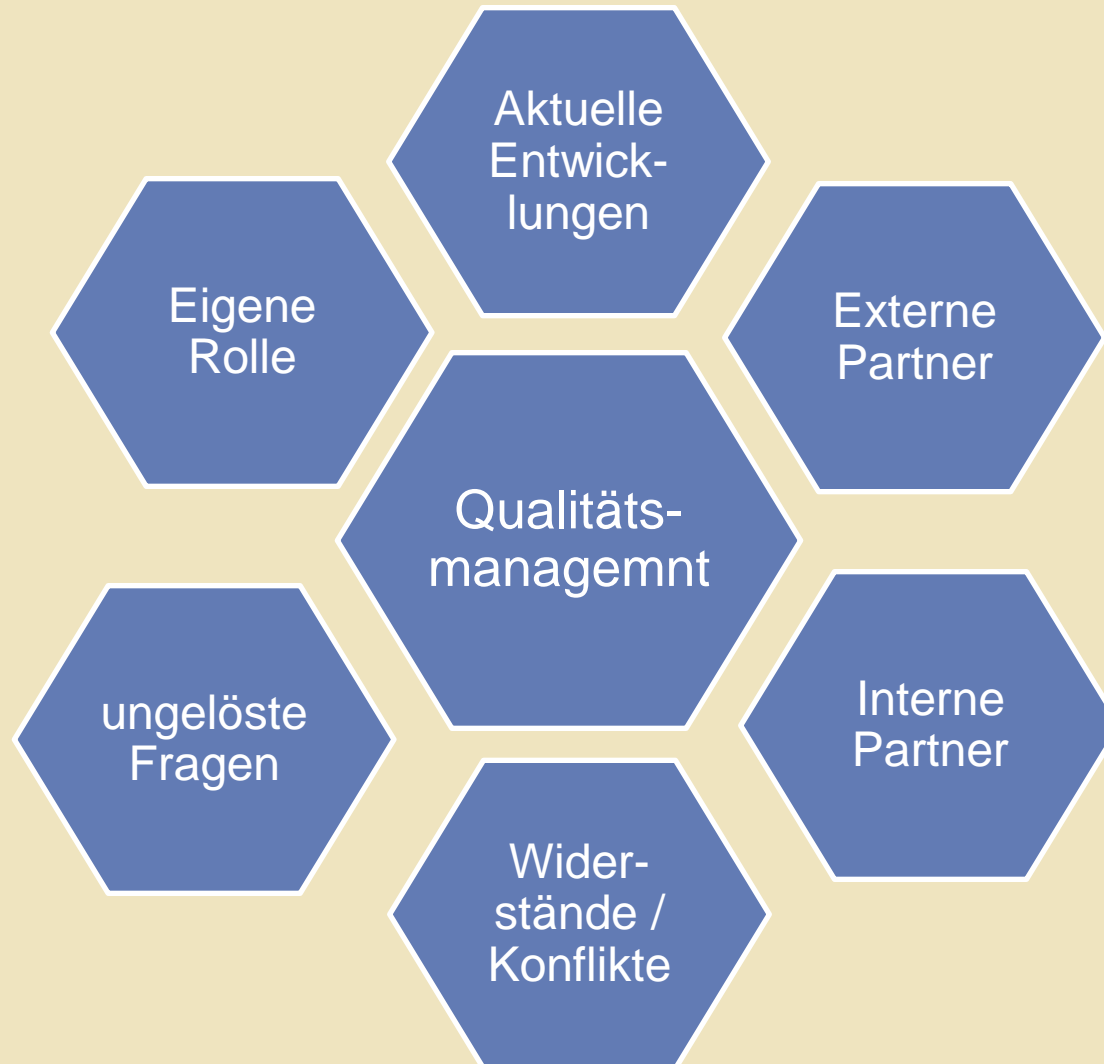 Aktuelle
Entwick-
lungen
Eigene
Rolle
Externe
Partner
Qualitäts-
managemnt
ungelöste
Fragen
Interne
Partner
Wider-
stände /
Konflikte